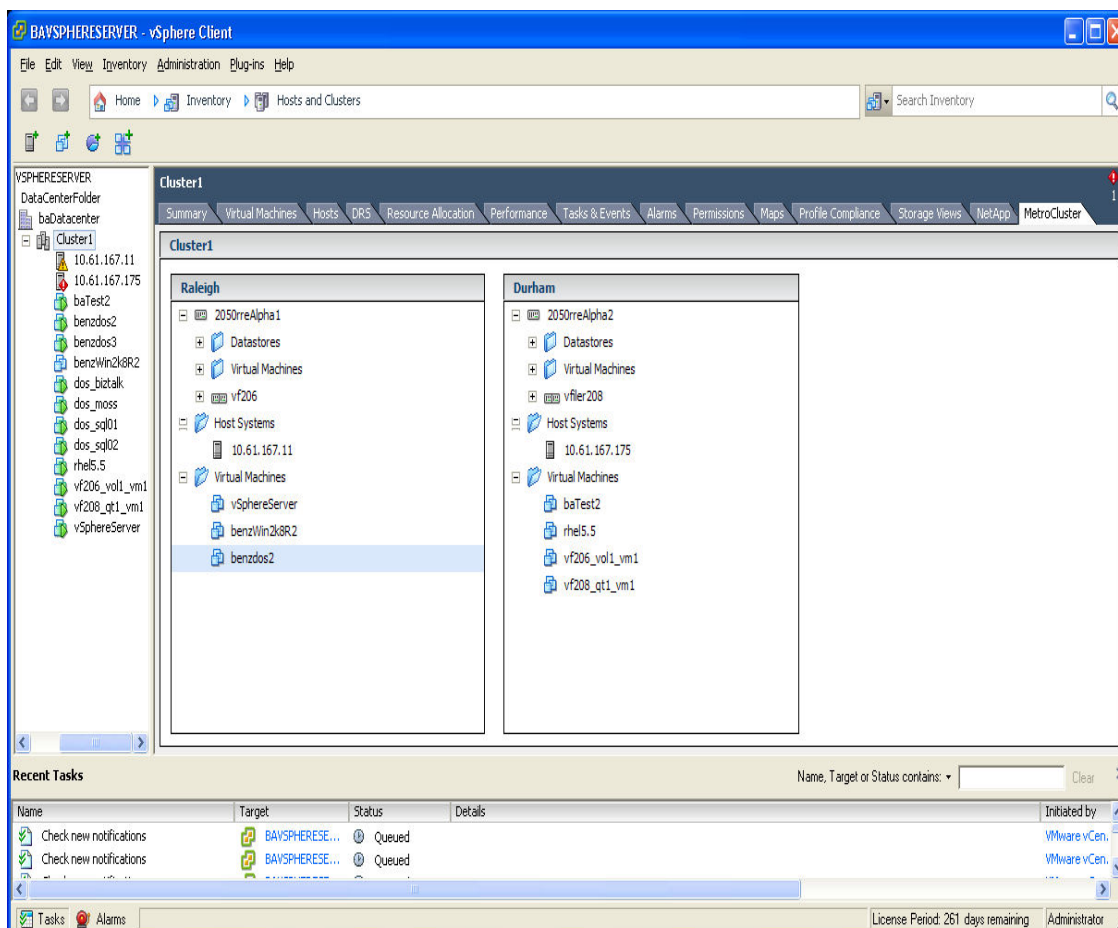 BAVSPHERESERVER - vSphere Client
File Edit View Inventory Administration Plug-ins Help
Home Inventory Hosts and Clusters
Search Inventory
VSPHERESERVER
DataCenterFolder
baDatacenter
Cluster1
10.61.167.11
10.61.167.175
baTest2
benzdos2
benzdos3
benzWin2k8R2
dos_biztalk
dos_moss
dos_sql01
dos_sql02
rhel5.5
vf206_vol1_vm1
vf208_qt1_vm1
vSphereServer
Cluster1
1
Summary Virtual Machines Hosts DRS Resource Allocation Performance Tasks & Events Alarms Permissions Maps Profile Compliance Storage Views NetApp MetroCluster
Cluster1
Raleigh
2050rreAlpha1
Datastores
Virtual Machines
vf206
Host Systems
10.61.167.11
Virtual Machines
vSphereServer
benzWin2k8R2
benzdos2
Durham
2050rreAlpha2
Datastores
Virtual Machines
vfiler208
Host Systems
10.61.167.175
Virtual Machines
baTest2
rhel5.5
vf206_vol1_vm1
vf208_qt1_vm1
Recent Tasks
Name, Target or Status contains:
Clear
Name Target Status Details Initiated by
Check new notifications BAVSPHERESE... Queued VMware vCen.
Check new notifications BAVSPHERESE... Queued VMware vCen.
Tasks Alarms License Period: 261 days remaining Administrator